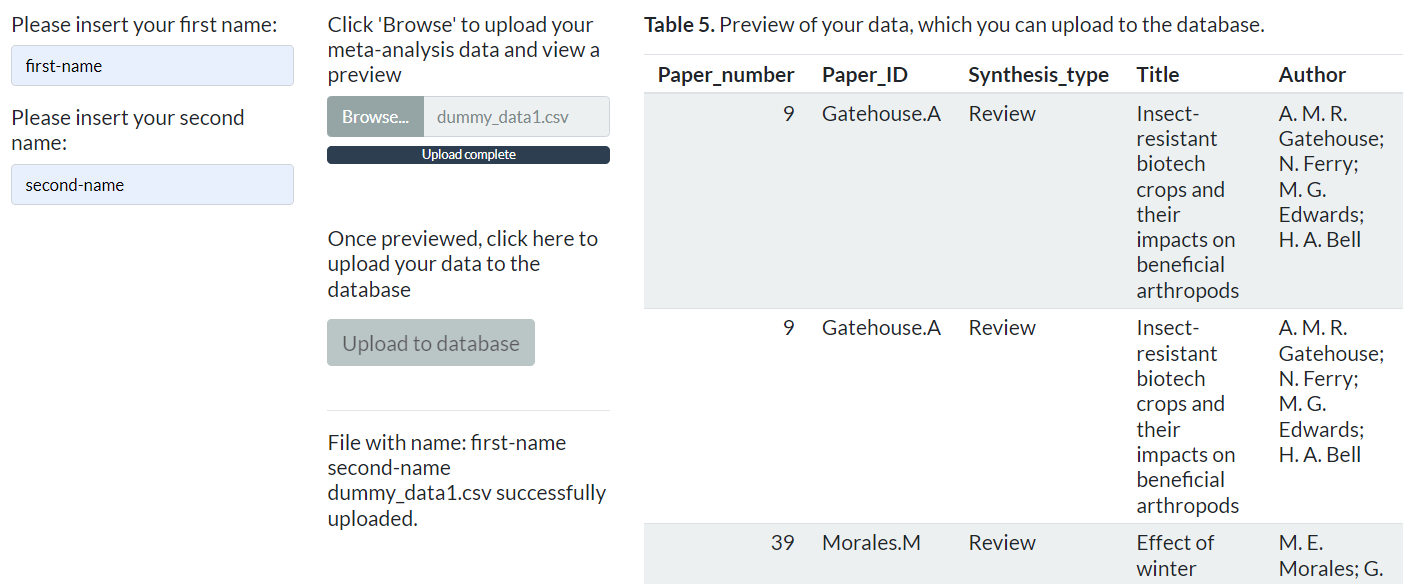 Please insert your first name:
first-name
Please insert your second
name:
second-name
Click 'Browse' to upload your
meta-analysis data and view a
preview
Browse... dummy_data1.csv
Upload complete
Once previewed, click here to
upload your data to the
database
Upload to database
File with name: first-name
second-name
dummy_data1.csv successfully
uploaded.
Table 5. Preview of your data, which you can upload to the database.
Paper_number Paper_ID Synthesis_type Title Author
9 Gatehouse.A Review Insect- A. M. R.
resistant Gatehouse;
biotech N. Ferry;
crops and M. G.
their Edwards;
impacts on H. A. Bell
beneficial
arthropods
9 Gatehouse.A Review Insect- A. M. R.
resistant Gatehouse;
biotech N. Ferry;
crops and M. G.
their Edwards;
impacts on H. A. Bell
beneficial
arthropods
39 Morales.M Review Effect of M. E.
winter Morales; G.